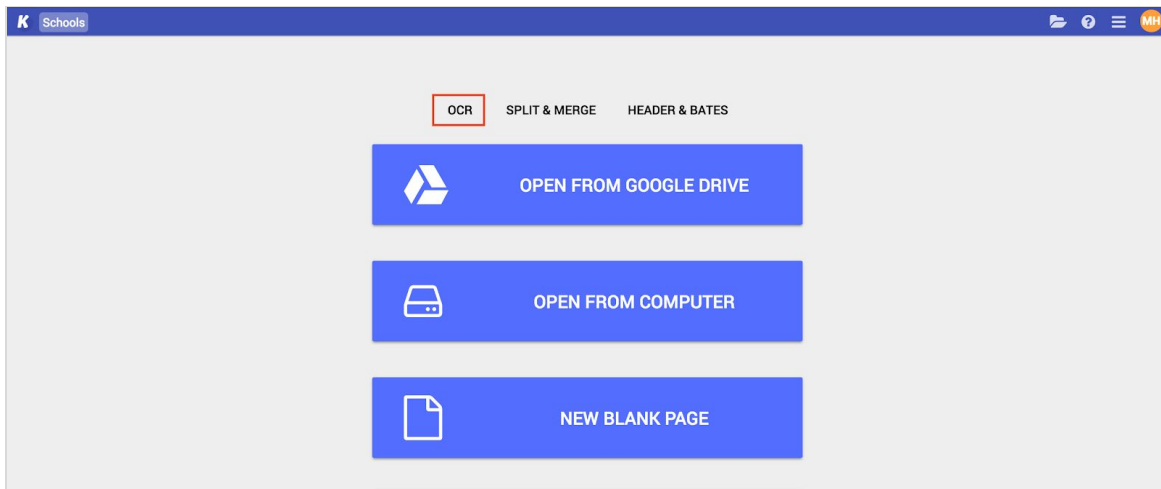 K Schools MH
OCR SPLIT & MERGE HEADER & BATES
OPEN FROM GOOGLE DRIVE
OPEN FROM COMPUTER
NEW BLANK PAGE